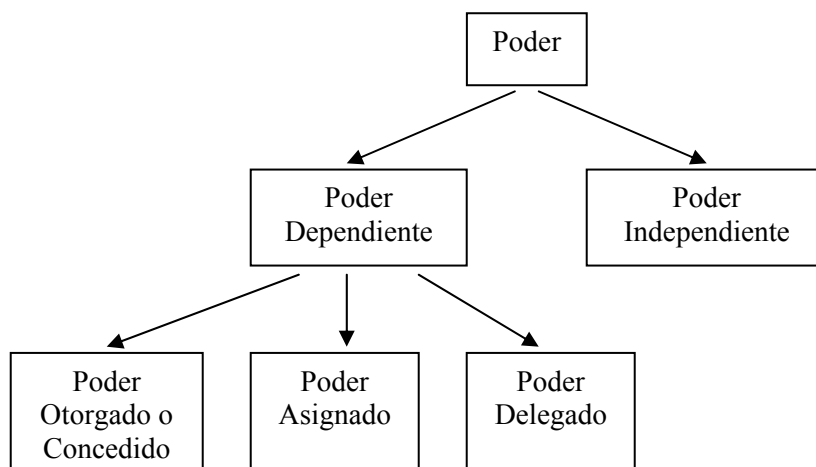 Poder
Poder
Dependiente
Poder
Independiente
Poder
Otorgado o
Concedido
Poder
Asignado
Poder
Delegado